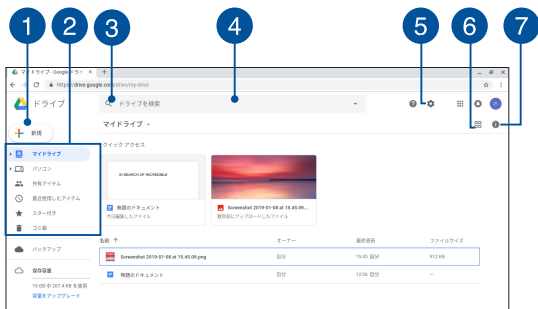 1 2 3 4 5 6 7
マイドライブ - Google ドライ × +
https://drive.google.com/drive/my-drive
ドライブ
ドライブを検索
新規
マイドライブ
クイック アクセス
マイドライブ
パソコン
共有アイテム
最近使用したアイテム
スター付き
ゴミ箱
バックアップ
保存容量
15 GB 中 267.4 KB を使用
容量をアップグレード
IN SEARCH OF INCREDIBLE
無題のドキュメント
今日編集したファイル
Screenshot 2019-01-08 at 15.45.09...
数秒前にアップロードしたファイル
名前 ↑ オーナー 最終更新 ファイルサイズ
Screenshot 2019-01-08 at 15.45.09.png 自分 15:45 自分 912 KB
無題のドキュメント 自分 12:06 自分 –